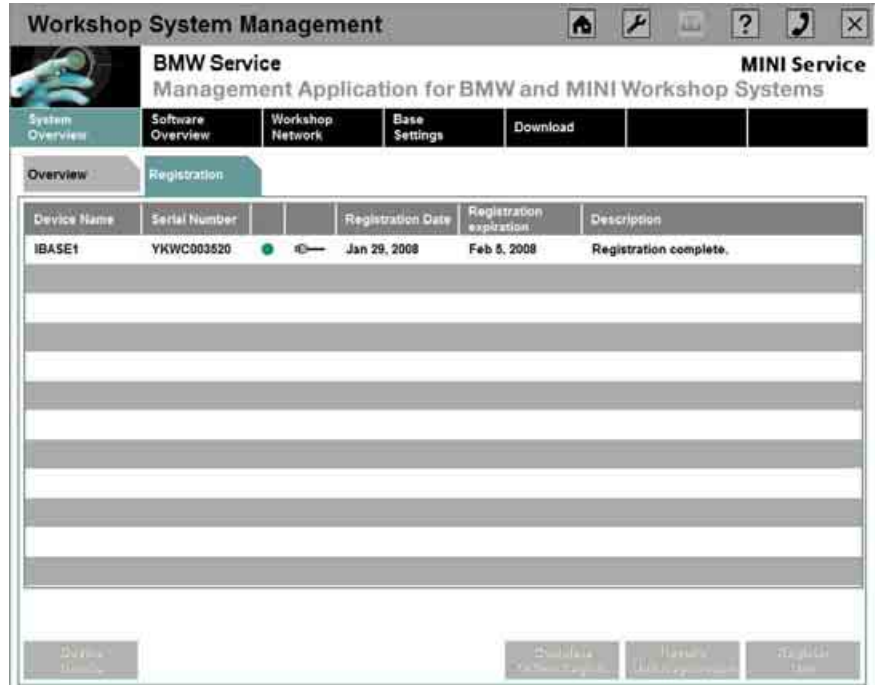 Workshop System Management
?
BMW Service
MINI Service
Management Application for BMW and MINI Workshop Systems
System Overview
Software Overview
Workshop Network
Base Settings
Download
Overview
Registration
Device Name
Serial Number
Registration Date
Registration expiration
Description
IBASE1
YKWC003520
Jan 29, 2008
Feb 5, 2008
Registration complete.